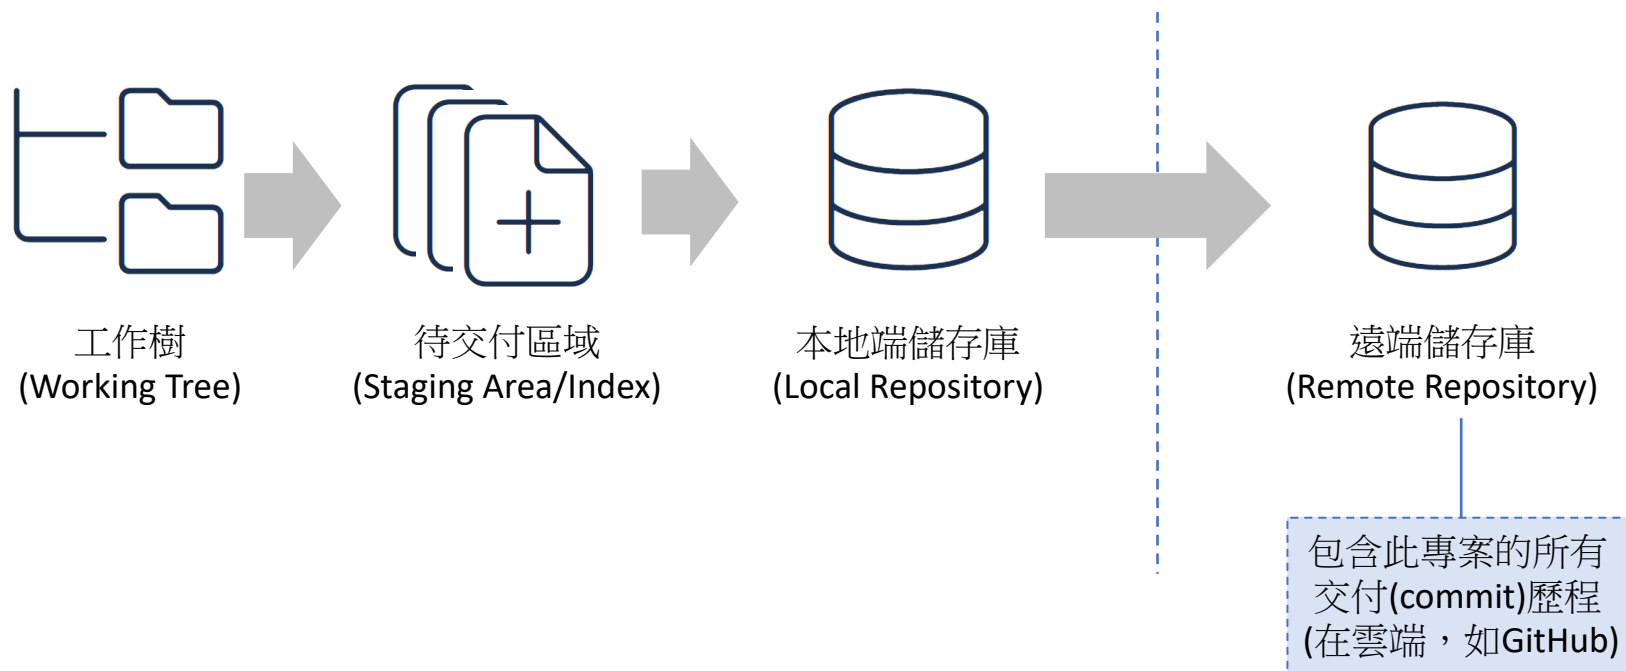 工作樹
(Working Tree)
待交付區域
(Staging Area/Index)
本地端儲存庫
(Local Repository)
遠端儲存庫
(Remote Repository)
包含此專案的所有
交付(commit)歷程
(在雲端，如GitHub)